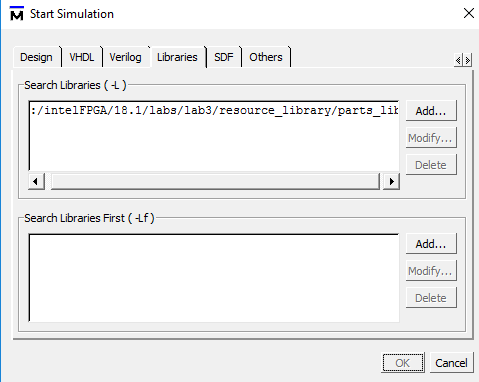 Start Simulation
Design VHDL Verilog Libraries SDF Others
Search Libraries ( -L )
:/intelFPGA/18.1/labs/lab3/resource_library/parts_lib
Add...
Modify...
Delete
Search Libraries First ( -Lf )
Add...
Modify...
Delete
OK Cancel